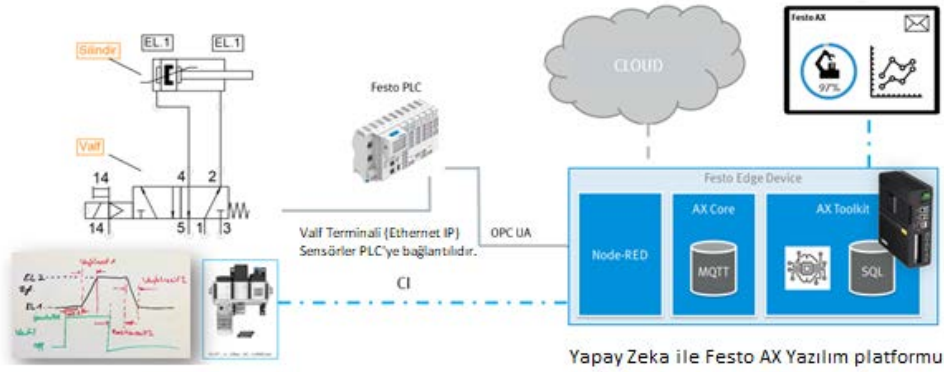 Silindir
EL.1
EL.1
Valf
14
4
2
14
5
1
3
Festo PLC
Valf Terminali (Ethernet IP)
Sensörler PLC'ye bağlantılıdır.
OPC UA
CI
EL2
EL1
CLOUD
Festo AX
97%
Festo Edge Device
Node-RED
AX Core
MQTT
AX Toolkit
SQL
Yapay Zeka ile Festo AX Yazılım platformu